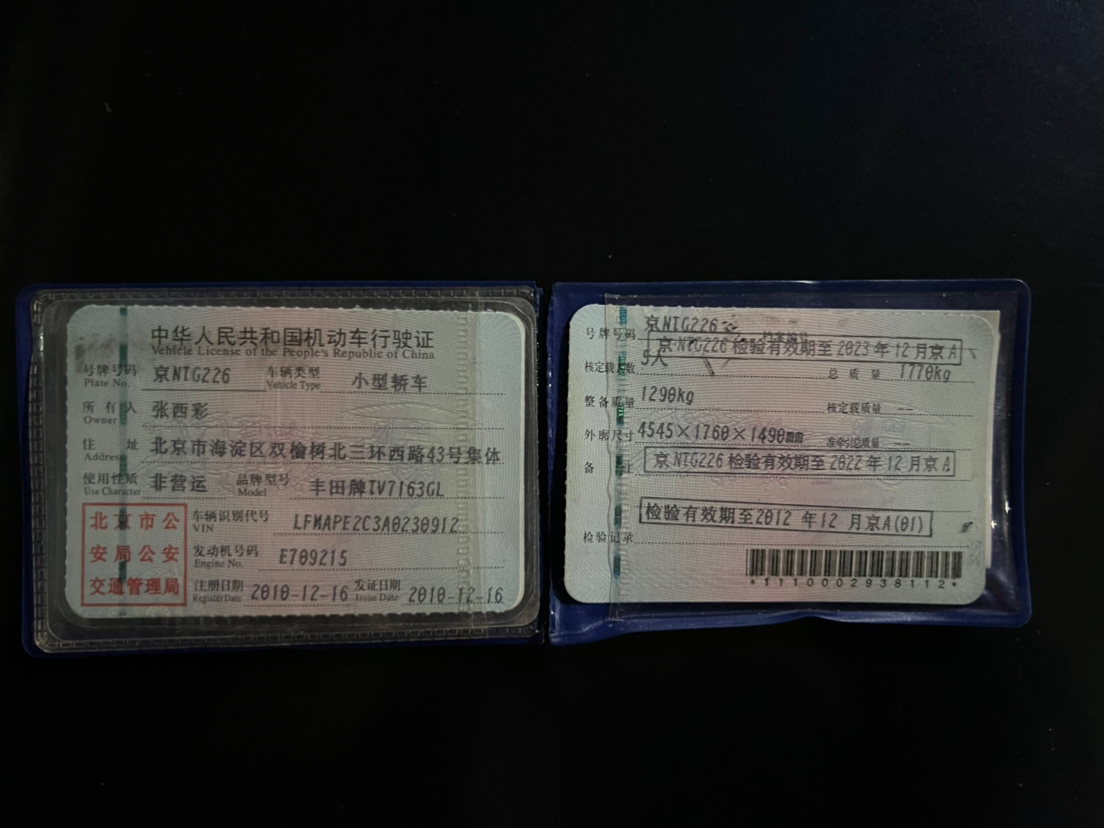 中华人民共和国机动车行驶证
Vehicle License of the People's Republic of China
号牌号码 京N1G226 车辆类型 小型轿车
Plate No. Vehicle Type
所有人 张西彩
Owner
住址 北京市海淀区双榆树北三环西路43号集体
Address
使用性质 非营运 品牌型号 丰田牌TV7163GL
Use Character Model
北京市公
安局公安
交通管理局
车辆识别代号 LFMAPE2C3A0230912
VIN
发动机号码 E709215
Engine No.
注册日期 2010-12-16 发证日期 2010-12-16
Register Date Issue Date
号牌号码 京N1G226
京N1G226 检验有效期至 2023 年 12 月京A
核定载人数 5人 总质量 1770kg
整备质量 1290kg 核定载质量 --
外廓尺寸 4545×1760×1490mm 准牵引总质量 --
备注 京N1G226 检验有效期至 2022 年 12 月京A
检验有效期至2012 年 12 月京A(01)
检验记录
*1110002938112*